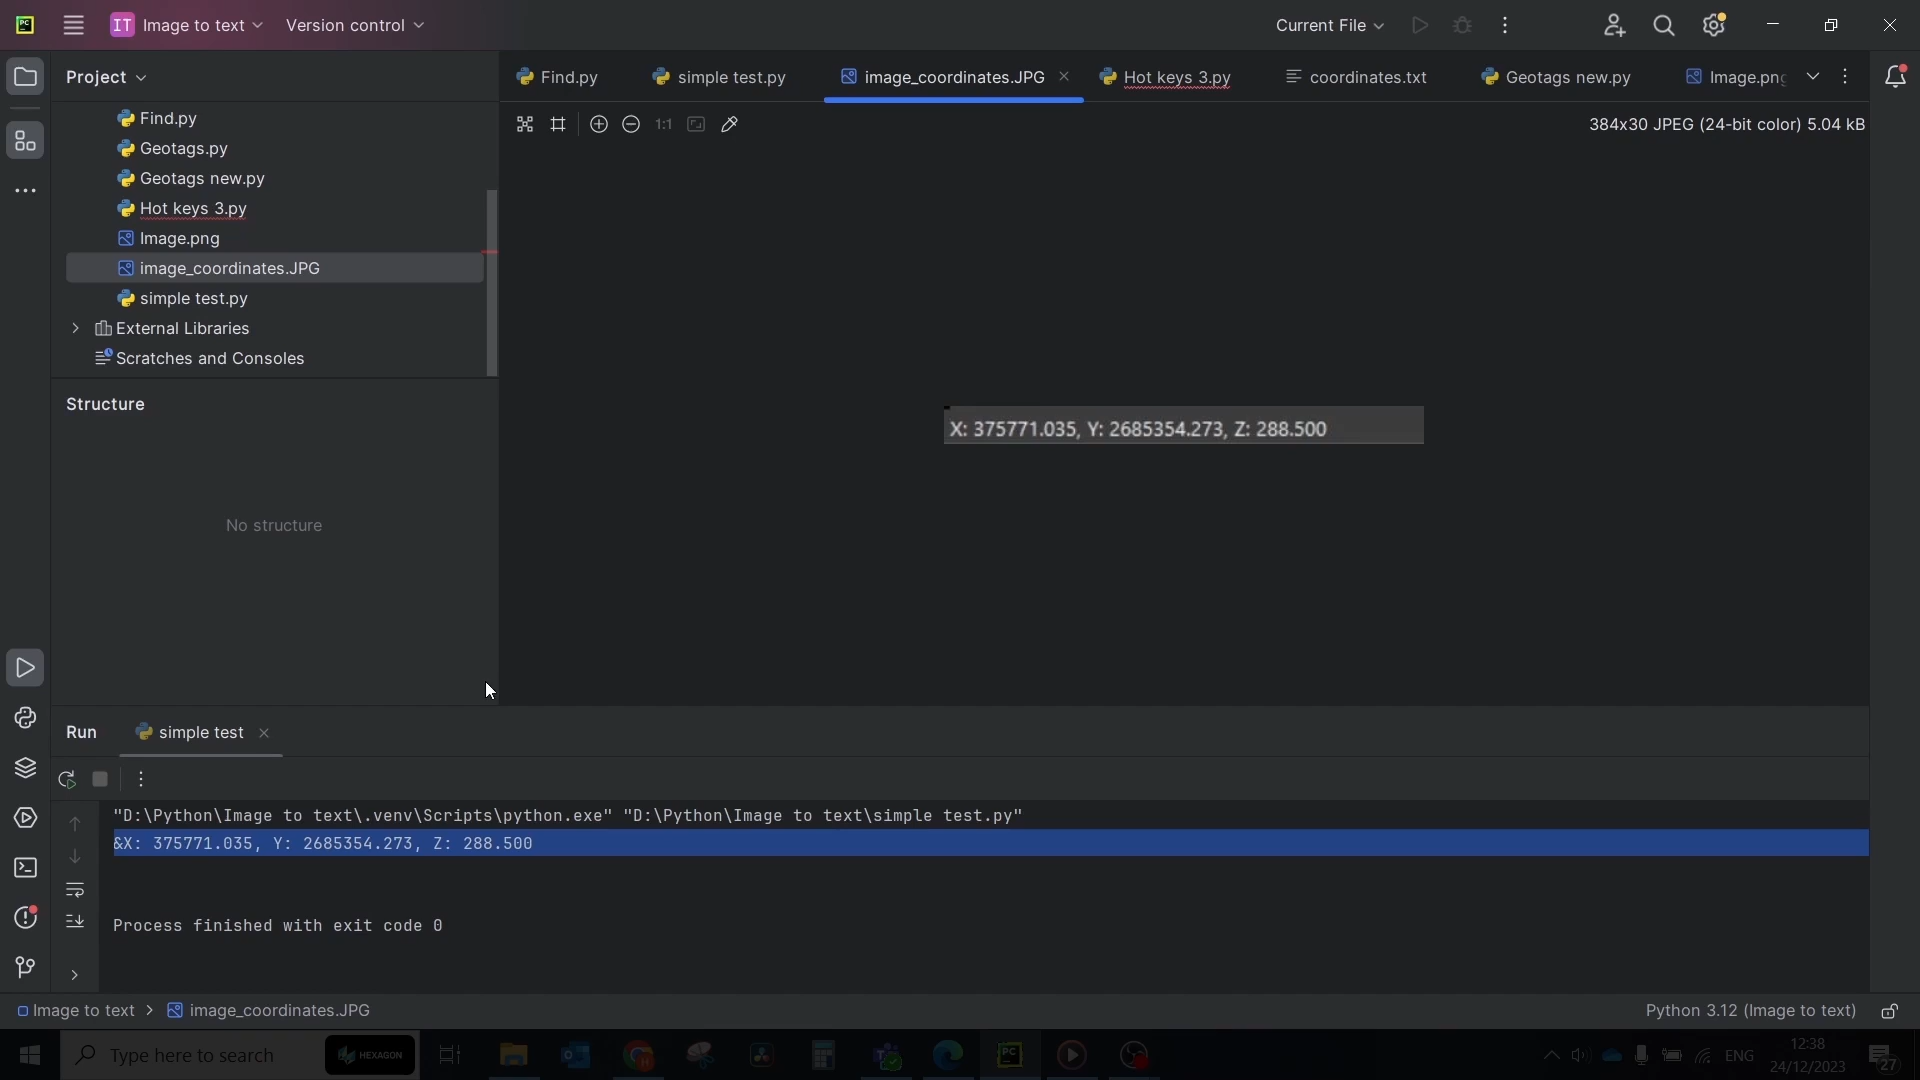 PC IT Image to text Version control Current File
Project
Find.py simple test.py image_coordinates.JPG Hot keys 3.py coordinates.txt Geotags new.py Image.png
1:1 384x30 JPEG (24-bit color) 5.04 kB
Find.py
Geotags.py
Geotags new.py
Hot keys 3.py
Image.png
image_coordinates.JPG
simple test.py
External Libraries
Scratches and Consoles
Structure
No structure
X: 375771.035, Y: 2685354.273, Z: 288.500
Run simple test
"D:\Python\Image to text\.venv\Scripts\python.exe" "D:\Python\Image to text\simple test.py"
&X: 375771.035, Y: 2685354.273, Z: 288.500
Process finished with exit code 0
Image to text > image_coordinates.JPG Python 3.12 (Image to text)
Type here to search HEXAGON PC ENG 12:38
24/12/2023 27